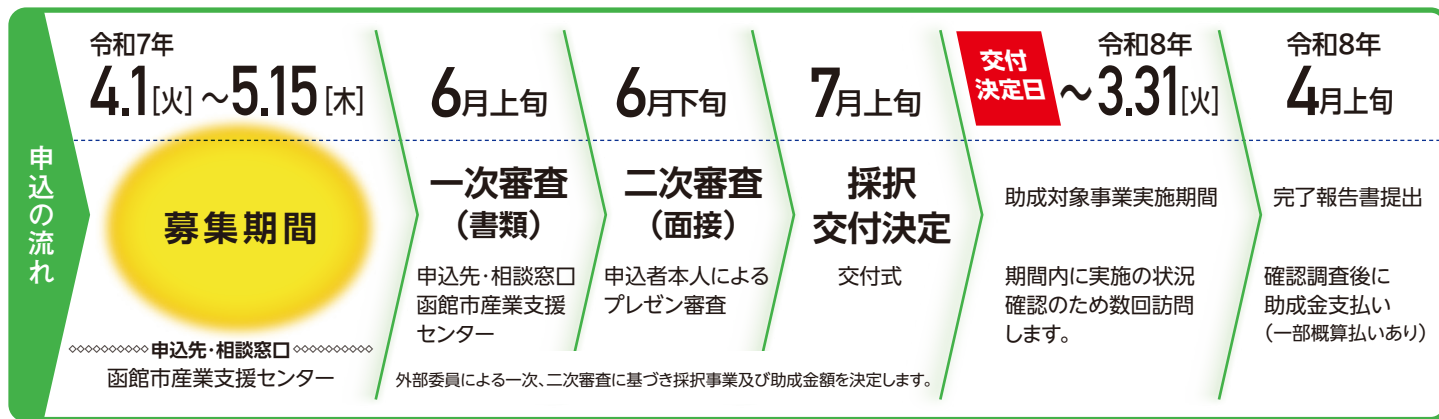 申込の流れ
令和7年
4.1[火]～5.15[木]
募集期間
申込先・相談窓口
函館市産業支援センター
6月上旬
一次審査
（書類）
申込先・相談窓口
函館市産業支援
センター
6月下旬
二次審査
（面接）
申込者本人による
プレゼン審査
7月上旬
採択
交付決定
交付式
外部委員による一次、二次審査に基づき採択事業及び助成金額を決定します。
交付
決定日
令和8年
～3.31[火]
助成対象事業実施期間
期間内に実施の状況
確認のため数回訪問
します。
令和8年
4月上旬
完了報告書提出
確認調査後に
助成金支払い
（一部概算払いあり）